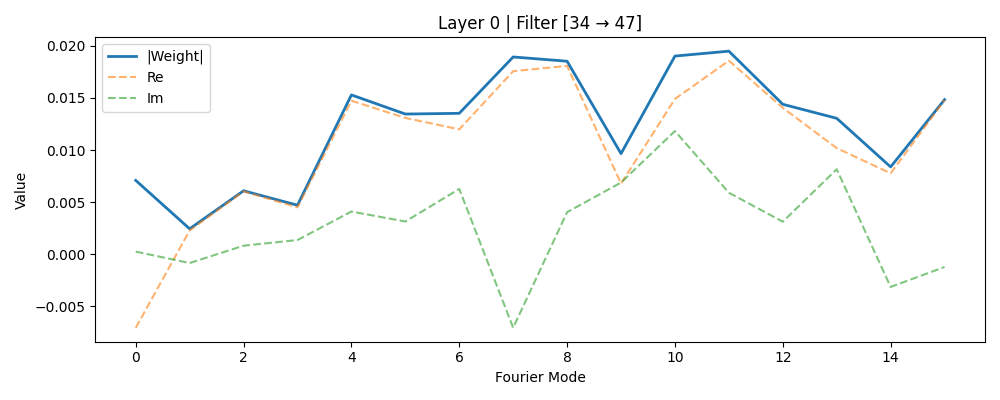 Layer 0 | Filter [34 → 47]
|Weight|
Re
Im
0.020
0.015
0.010
0.005
0.000
−0.005
Value
0 2 4 6 8 10 12 14
Fourier Mode